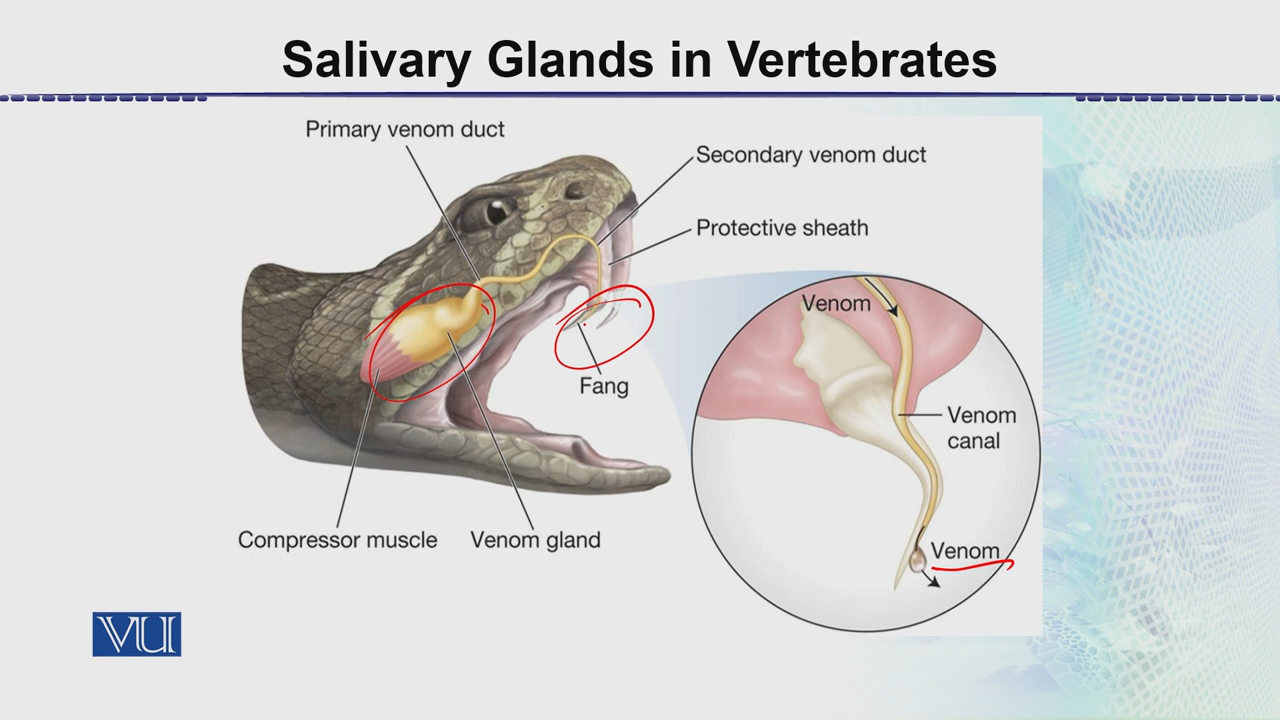 Salivary Glands in Vertebrates
Primary venom duct
Secondary venom duct
Protective sheath
Fang
Compressor muscle
Venom gland
Venom
Venom
canal
Venom
VU